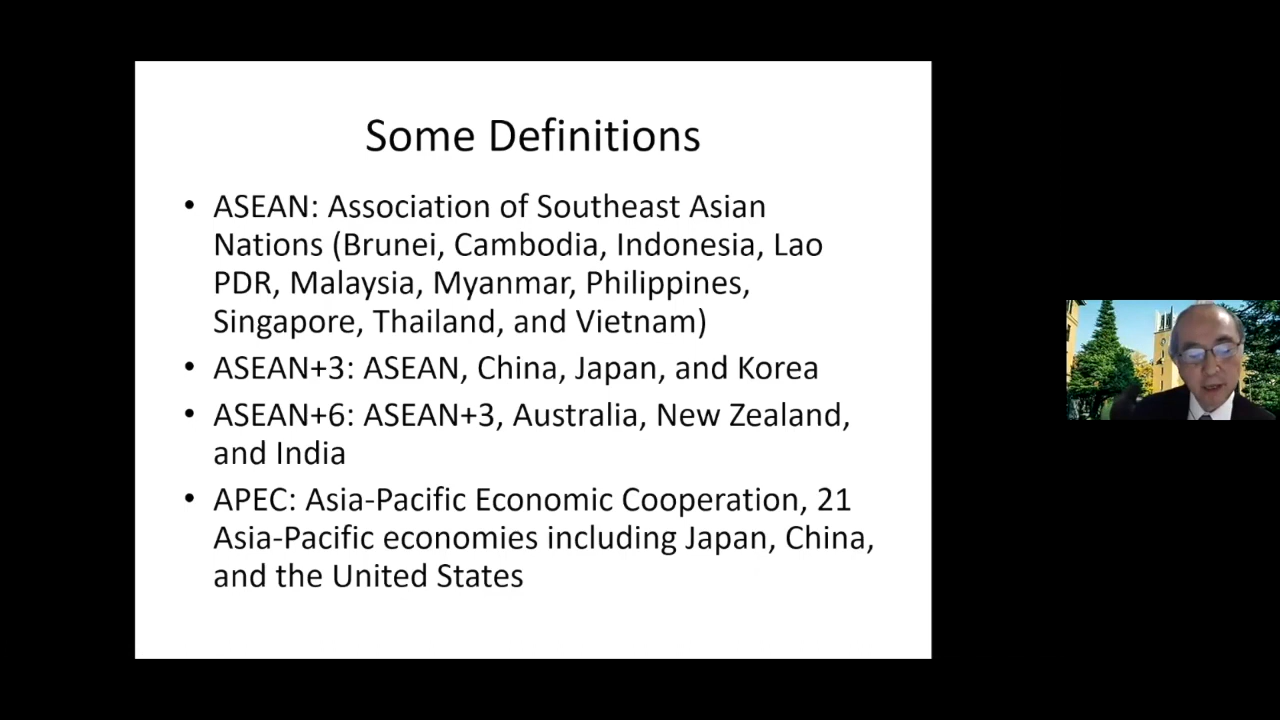 Some Definitions
• ASEAN: Association of Southeast Asian
Nations (Brunei, Cambodia, Indonesia, Lao
PDR, Malaysia, Myanmar, Philippines,
Singapore, Thailand, and Vietnam)
• ASEAN+3: ASEAN, China, Japan, and Korea
• ASEAN+6: ASEAN+3, Australia, New Zealand,
and India
• APEC: Asia-Pacific Economic Cooperation, 21
Asia-Pacific economies including Japan, China,
and the United States